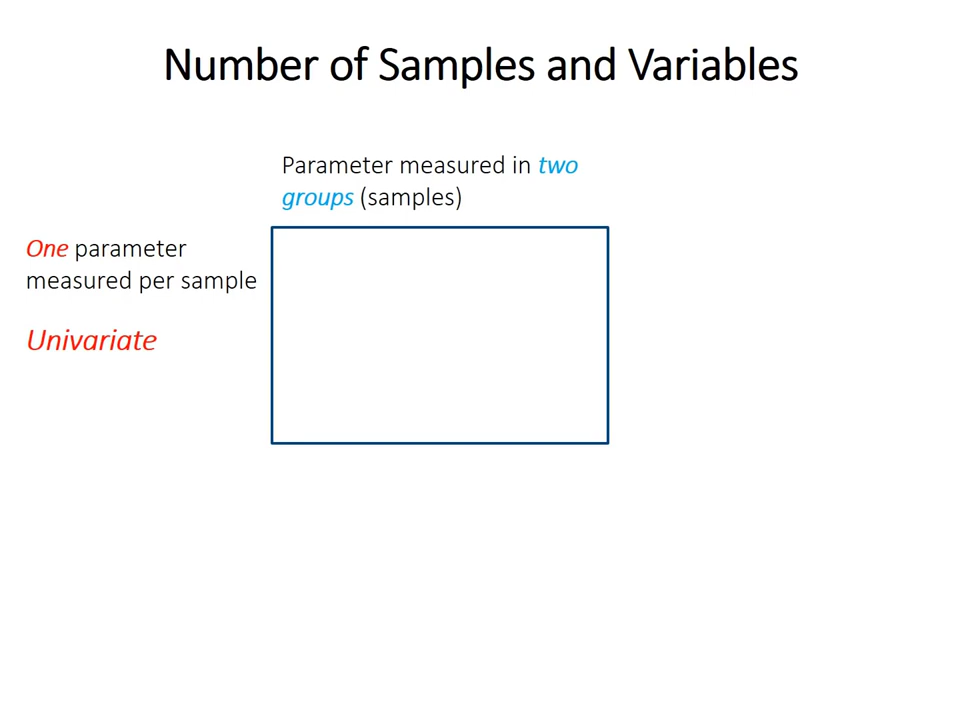 Number of Samples and Variables
Parameter measured in two
groups (samples)
One parameter
measured per sample
Univariate